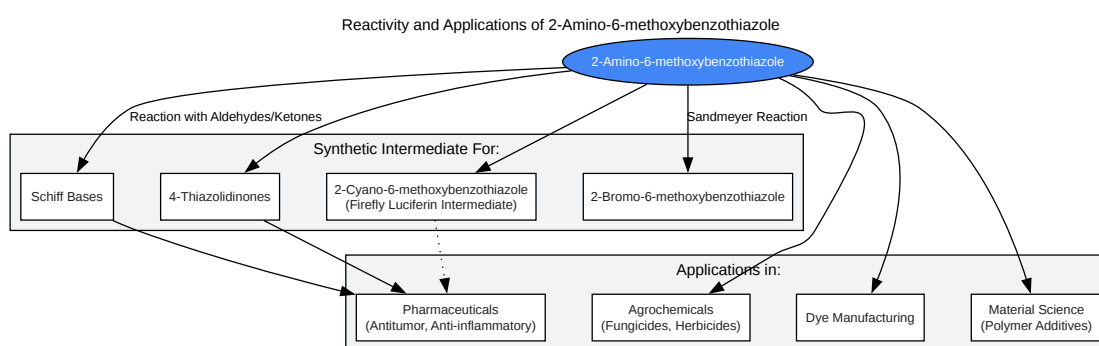 Reactivity and Applications of 2-Amino-6-methoxybenzothiazole
2-Amino-6-methoxybenzothiazole
Reaction with Aldehydes/Ketones
Sandmeyer Reaction
Synthetic Intermediate For:
Schiff Bases
4-Thiazolidinones
2-Cyano-6-methoxybenzothiazole
(Firefly Luciferin Intermediate)
2-Bromo-6-methoxybenzothiazole
Applications in:
Pharmaceuticals
(Antitumor, Anti-inflammatory)
Agrochemicals
(Fungicides, Herbicides)
Dye Manufacturing
Material Science
(Polymer Additives)